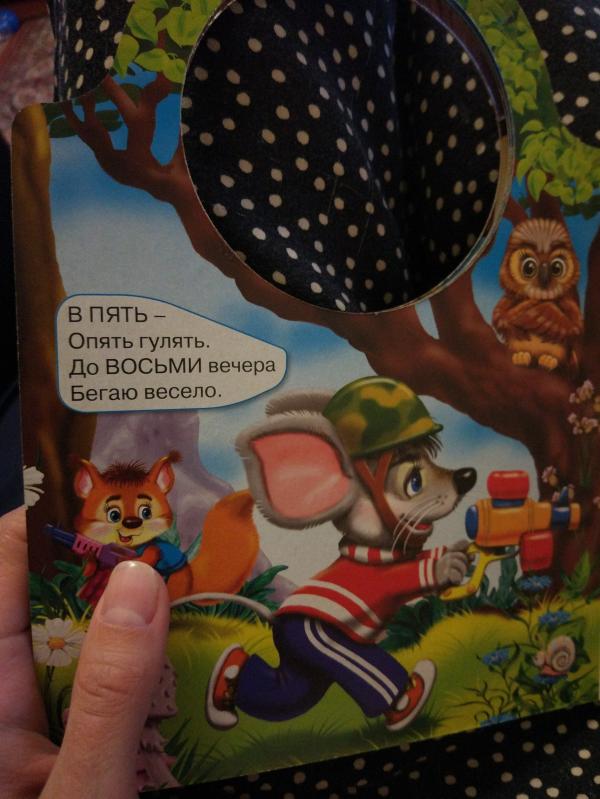 В ПЯТЬ –
Опять гулять.
До ВОСЬМИ вечера
Бегаю весело.